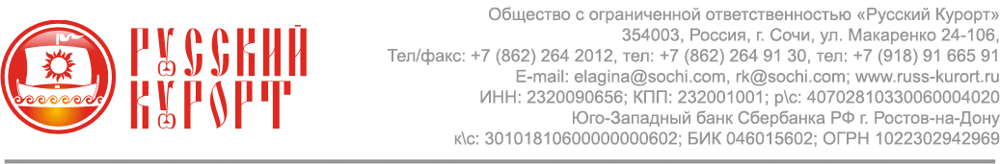 РУССКИЙ
КУРОРТ
Общество с ограниченной ответственностью «Русский Курорт»
354003, Россия, г. Сочи, ул. Макаренко 24-106,
Тел/факс: +7 (862) 264 2012, тел: +7 (862) 264 91 30, тел: +7 (918) 91 665 91
E-mail: elagina@sochi.com, rk@sochi.com; www.russ-kurort.ru
ИНН: 2320090656; КПП: 232001001; р\с: 40702810330060004020
Юго-Западный банк Сбербанка РФ г. Ростов-на-Дону
к\с: 30101810600000000602; БИК 046015602; ОГРН 1022302942969